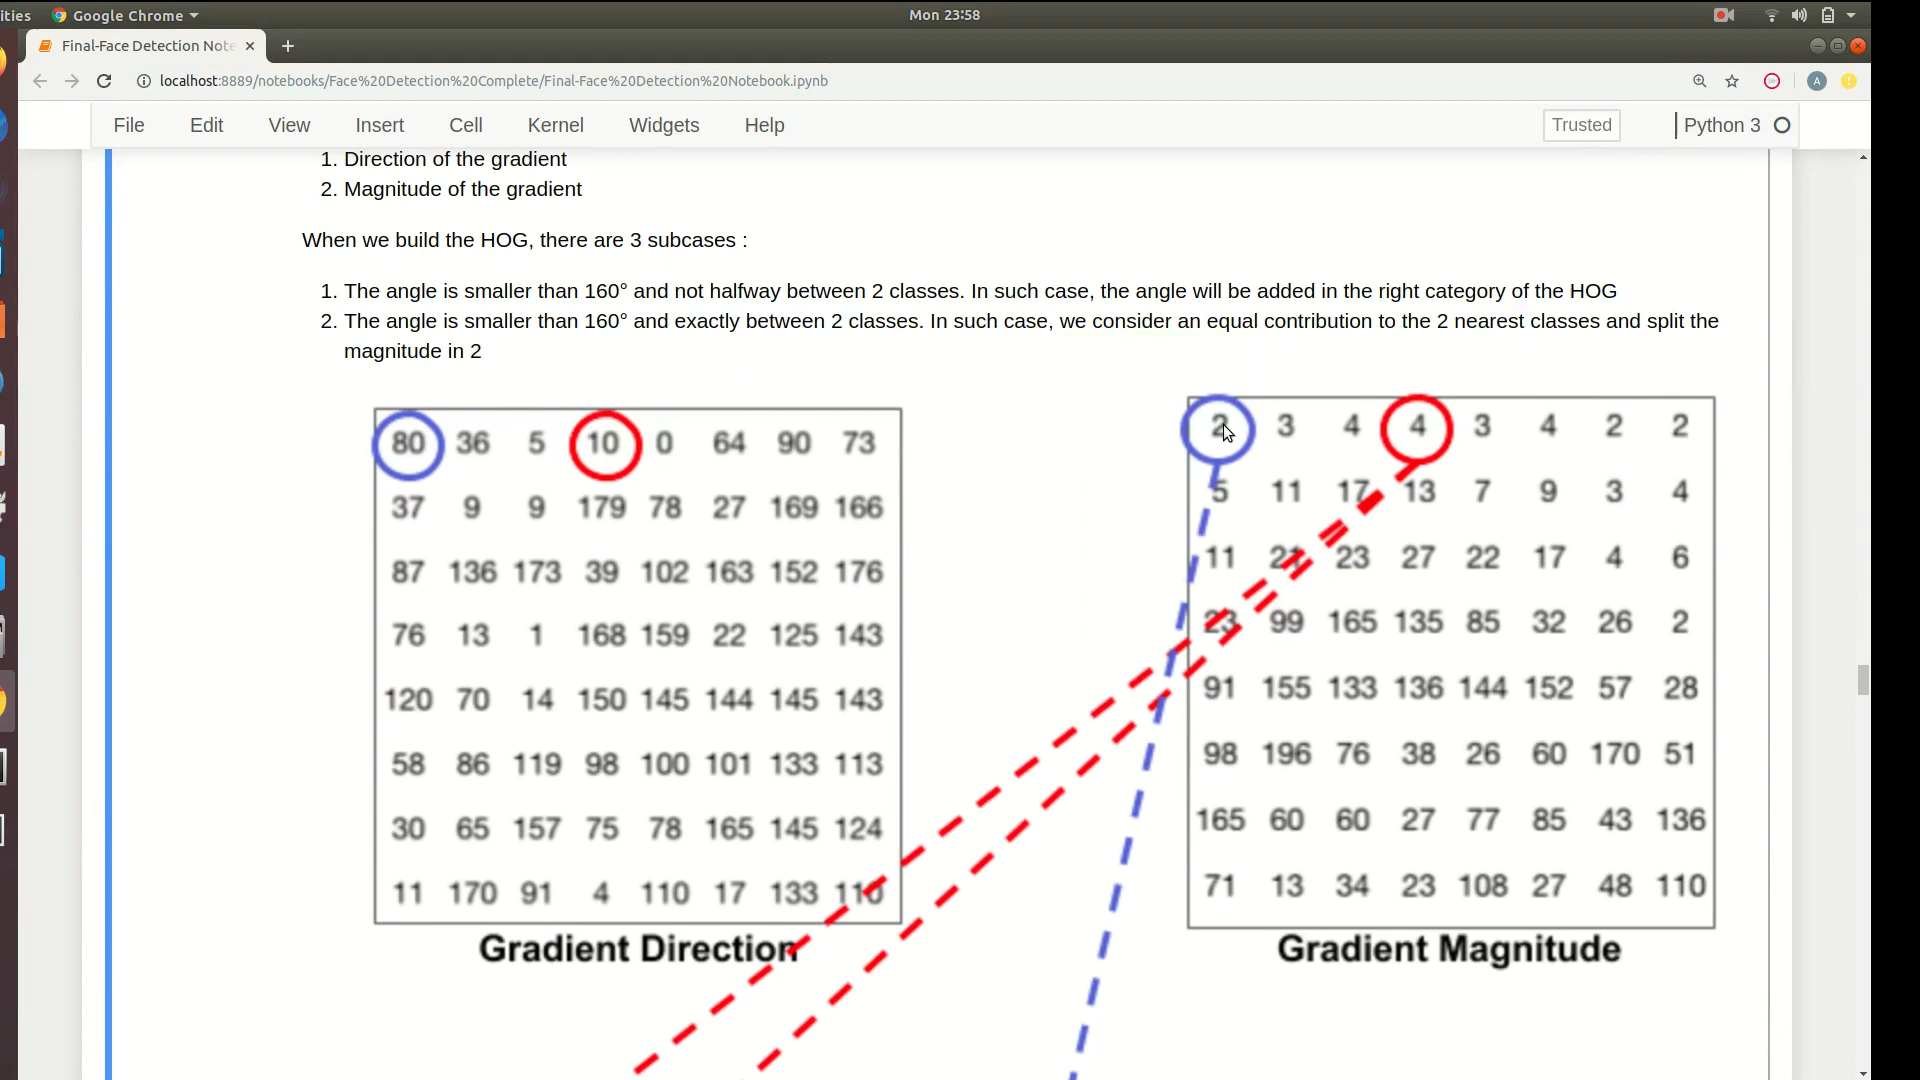 ities Google Chrome Mon 23:58
Final-Face Detection Note
localhost:8889/notebooks/Face%20Detection%20Complete/Final-Face%20Detection%20Notebook.ipynb A
File Edit View Insert Cell Kernel Widgets Help Trusted Python 3
1. Direction of the gradient
2. Magnitude of the gradient
When we build the HOG, there are 3 subcases :
1. The angle is smaller than 160° and not halfway between 2 classes. In such case, the angle will be added in the right category of the HOG
2. The angle is smaller than 160° and exactly between 2 classes. In such case, we consider an equal contribution to the 2 nearest classes and split the
magnitude in 2
80 36 5 10 0 64 90 73
37 9 9 179 78 27 169 166
87 136 173 39 102 163 152 176
76 13 1 168 159 22 125 143
120 70 14 150 145 144 145 143
58 86 119 98 100 101 133 113
30 65 157 75 78 165 145 124
11 170 91 4 110 17 133 110
Gradient Direction
2 3 4 4 3 4 2 2
5 11 17 13 7 9 3 4
11 21 23 27 22 17 4 6
23 99 165 135 85 32 26 2
91 155 133 136 144 152 57 28
98 196 76 38 26 60 170 51
165 60 60 27 77 85 43 136
71 13 34 23 108 27 48 110
Gradient Magnitude